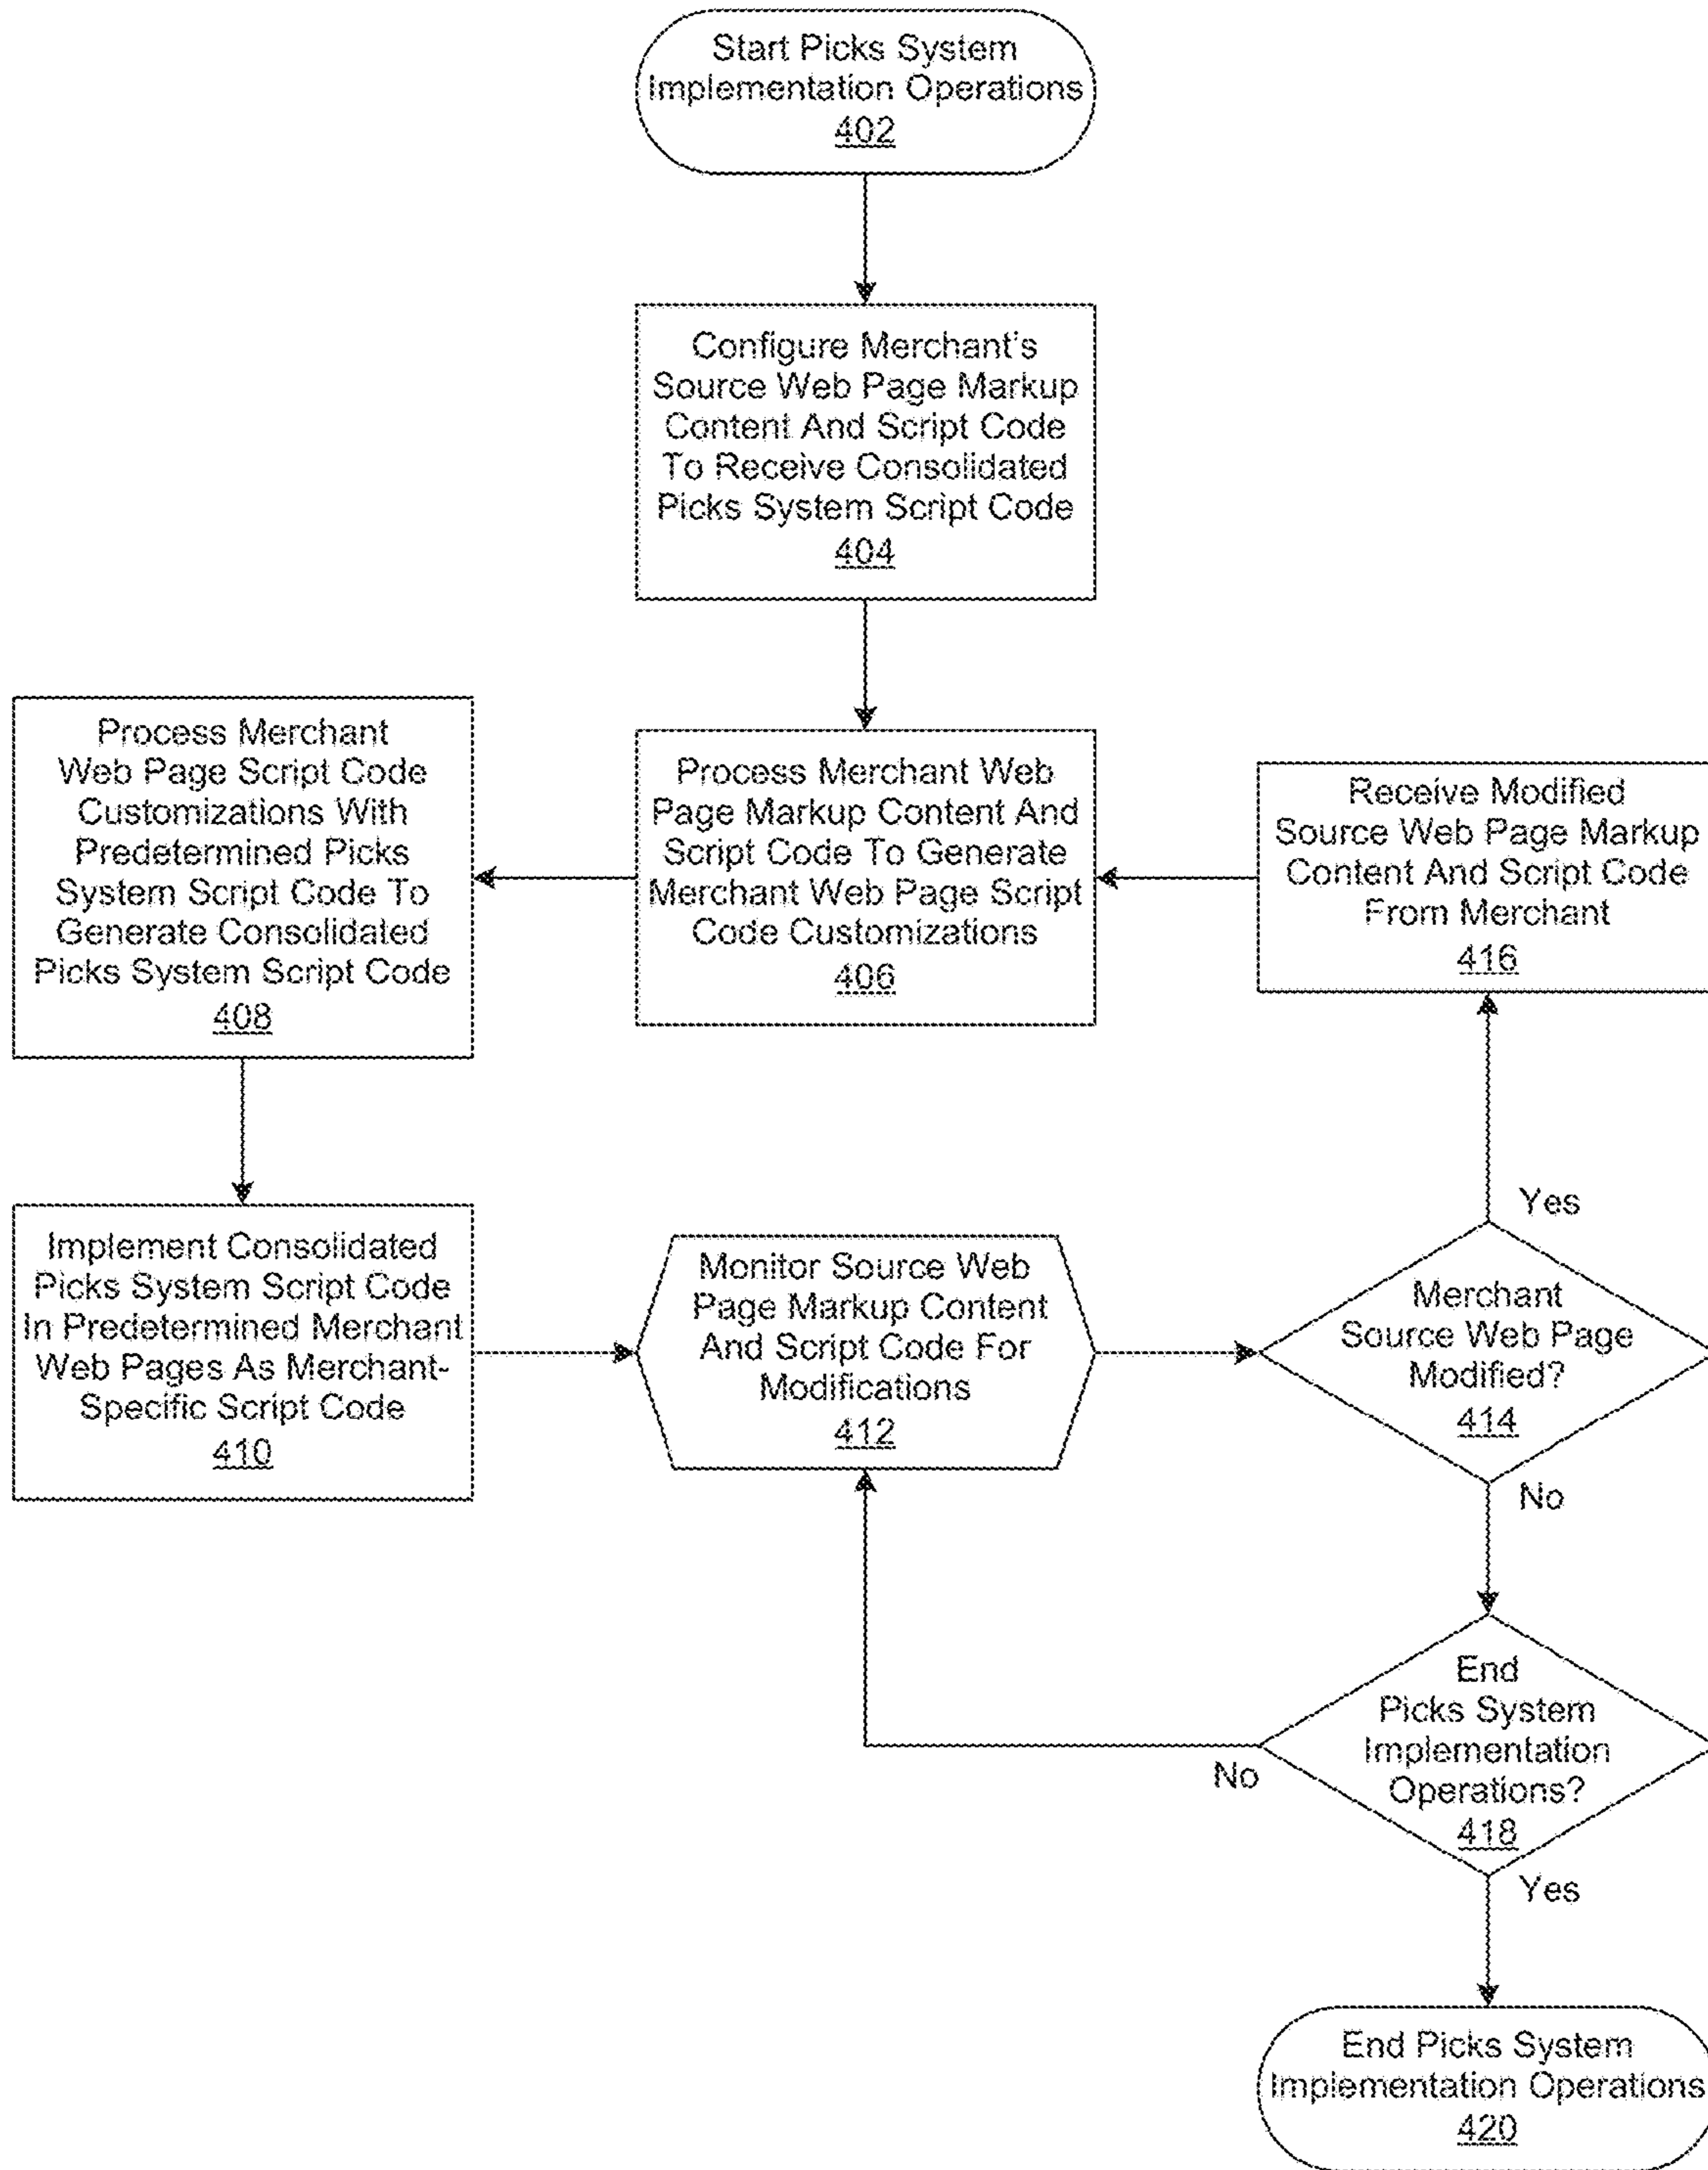 Start Picks System
Implementation Operations
402
Configure Merchant's
Source Web Page Markup
Content And Script Code
To Receive Consolidated
Picks System Script Code
404
Process Merchant
Web Page Script Code
Customizations With
Predetermined Picks
System Script Code To
Generate Consolidated
Picks System Script Code
408
Process Merchant Web
Page Markup Content And
Script Code To Generate
Merchant Web Page Script
Code Customizations
406
Receive Modified
Source Web Page Markup
Content And Script Code
From Merchant
416
Implement Consolidated
Picks System Script Code
In Predetermined Merchant
Web Pages As Merchant-
Specific Script Code
410
Monitor Source Web
Page Markup Content
And Script Code For
Modifications
412
Yes
Merchant
Source Web Page
Modified?
414
No
End
Picks System
Implementation
Operations?
418
No
Yes
End Picks System
Implementation Operations
420